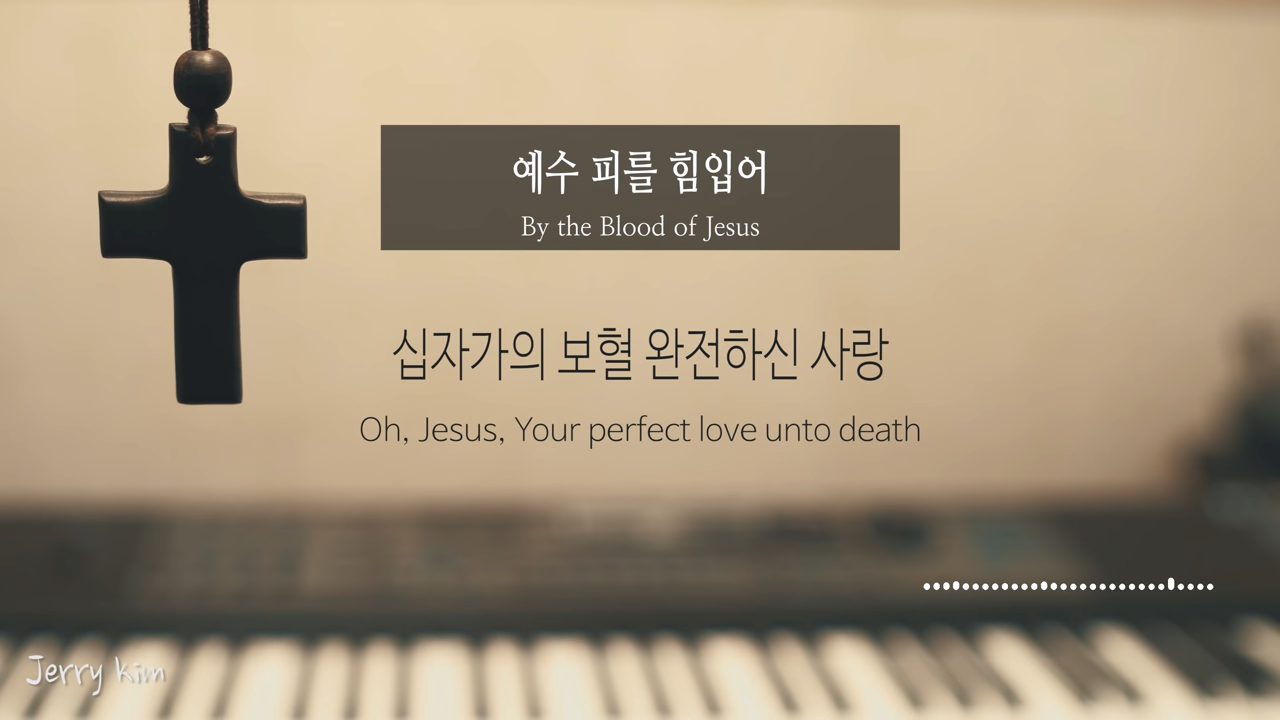 예수 피를 힘입어
By the Blood of Jesus
십자가의 보혈 완전하신 사랑
Oh, Jesus, Your perfect love unto death
Jerry Kim